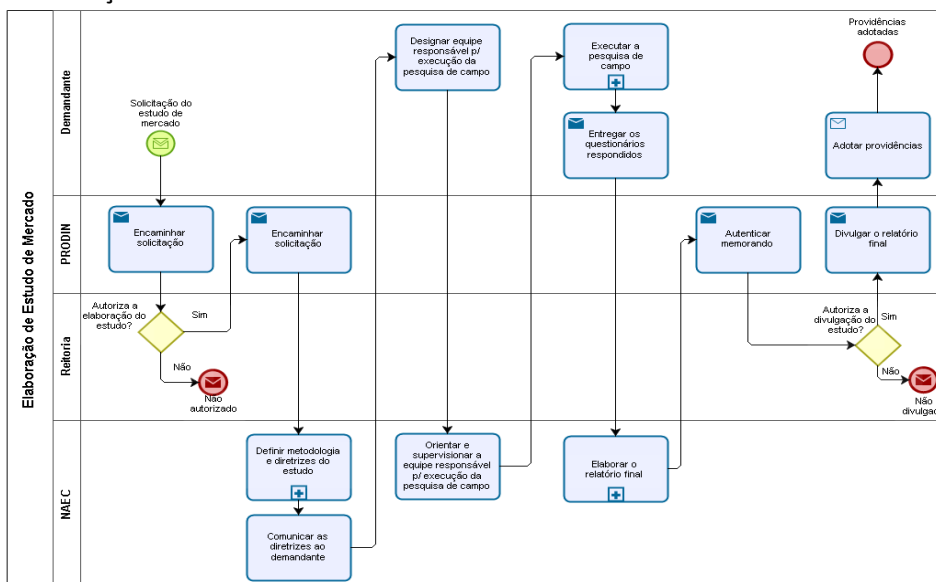 Elaboração de Estudo de Mercado
Demandante
Solicitação do
estudo de
mercado
Designar equipe
responsável p/
execução da
pesquisa de campo
Executar a
pesquisa de
campo
Entregar os
questionários
respondidos
Providências
adotadas
Adotar providências
PRODIN
Encaminhar
solicitação
Encaminhar
solicitação
Autenticar
memorando
Divulgar o relatório
final
Reitoria
Autoriza a
elaboração do
estudo?
Sim
Não
Não
autorizado
Autoriza a
divulgação do
estudo?
Sim
Não
Não
divulgad
NAEC
Definir metodologia
e diretrizes do
estudo
Comunicar as
diretrizes ao
demandante
Orientar e
supervisionar a
equipe responsável
p/ execução da
pesquisa de campo
Elaborar o
relatório final